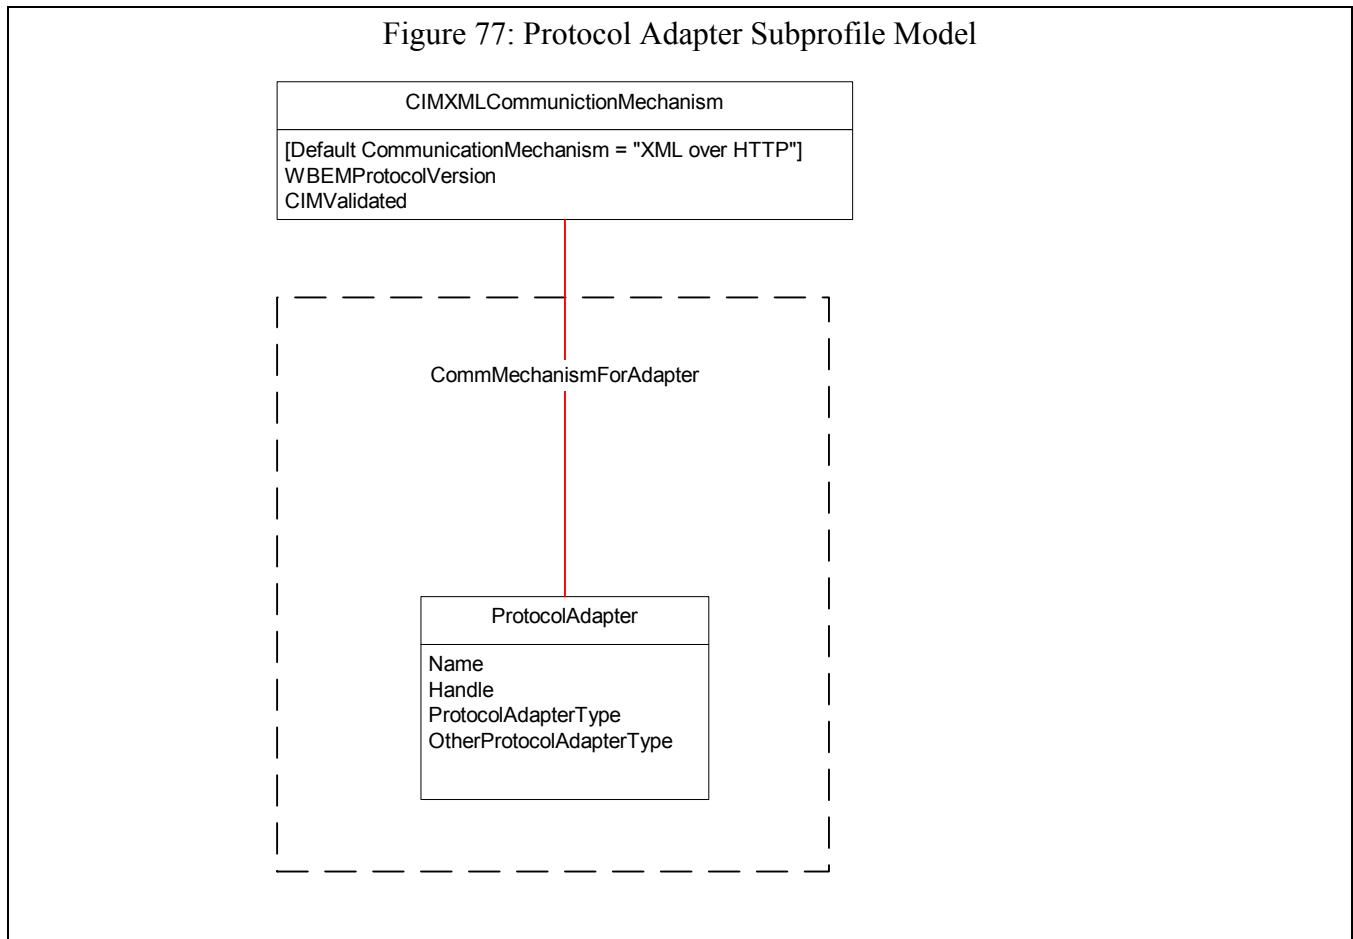 Figure 77: Protocol Adapter Subprofile Model
CIMXMLCommunictionMechanism
[Default CommunicationMechanism = "XML over HTTP"]
WBEMProtocolVersion
CIMValidated
CommMechanismForAdapter
ProtocolAdapter
Name
Handle
ProtocolAdapterType
OtherProtocolAdapterType